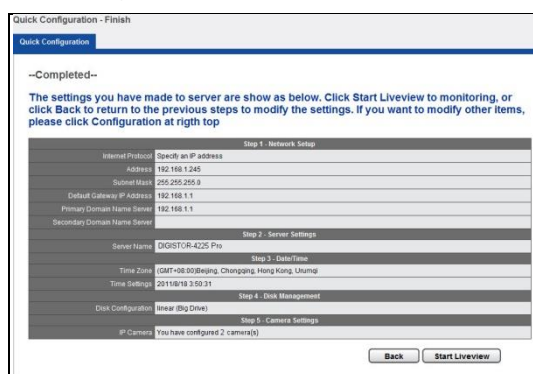 Quick Configuration - Finish
Quick Configuration
--Completed--
The settings you have made to server are show as below. Click Start Liveview to monitoring, or
click Back to return to the previous steps to modify the settings. If you want to modify other items,
please click Configuration at rigth top
Step 1 - Network Setup
Internet Protocol Specify an IP address
Address 192.168.1.245
Subnet Mask 255.255.255.0
Default Gateway IP Address 192.168.1.1
Primary Domain Name Server 192.168.1.1
Secondary Domain Name Server
Step 2 - Server Settings
Server Name DIGISTOR-4225 Pro
Step 3 - Date/Time
Time Zone (GMT+08:00)Beijing, Chongqing, Hong Kong, Urumqi
Time Settings 2011/8/18 3:50:31
Step 4 - Disk Management
Disk Configuration linear (Big Drive)
Step 5 - Camera Settings
IP Camera You have configured 2 camera(s)
Back Start Liveview